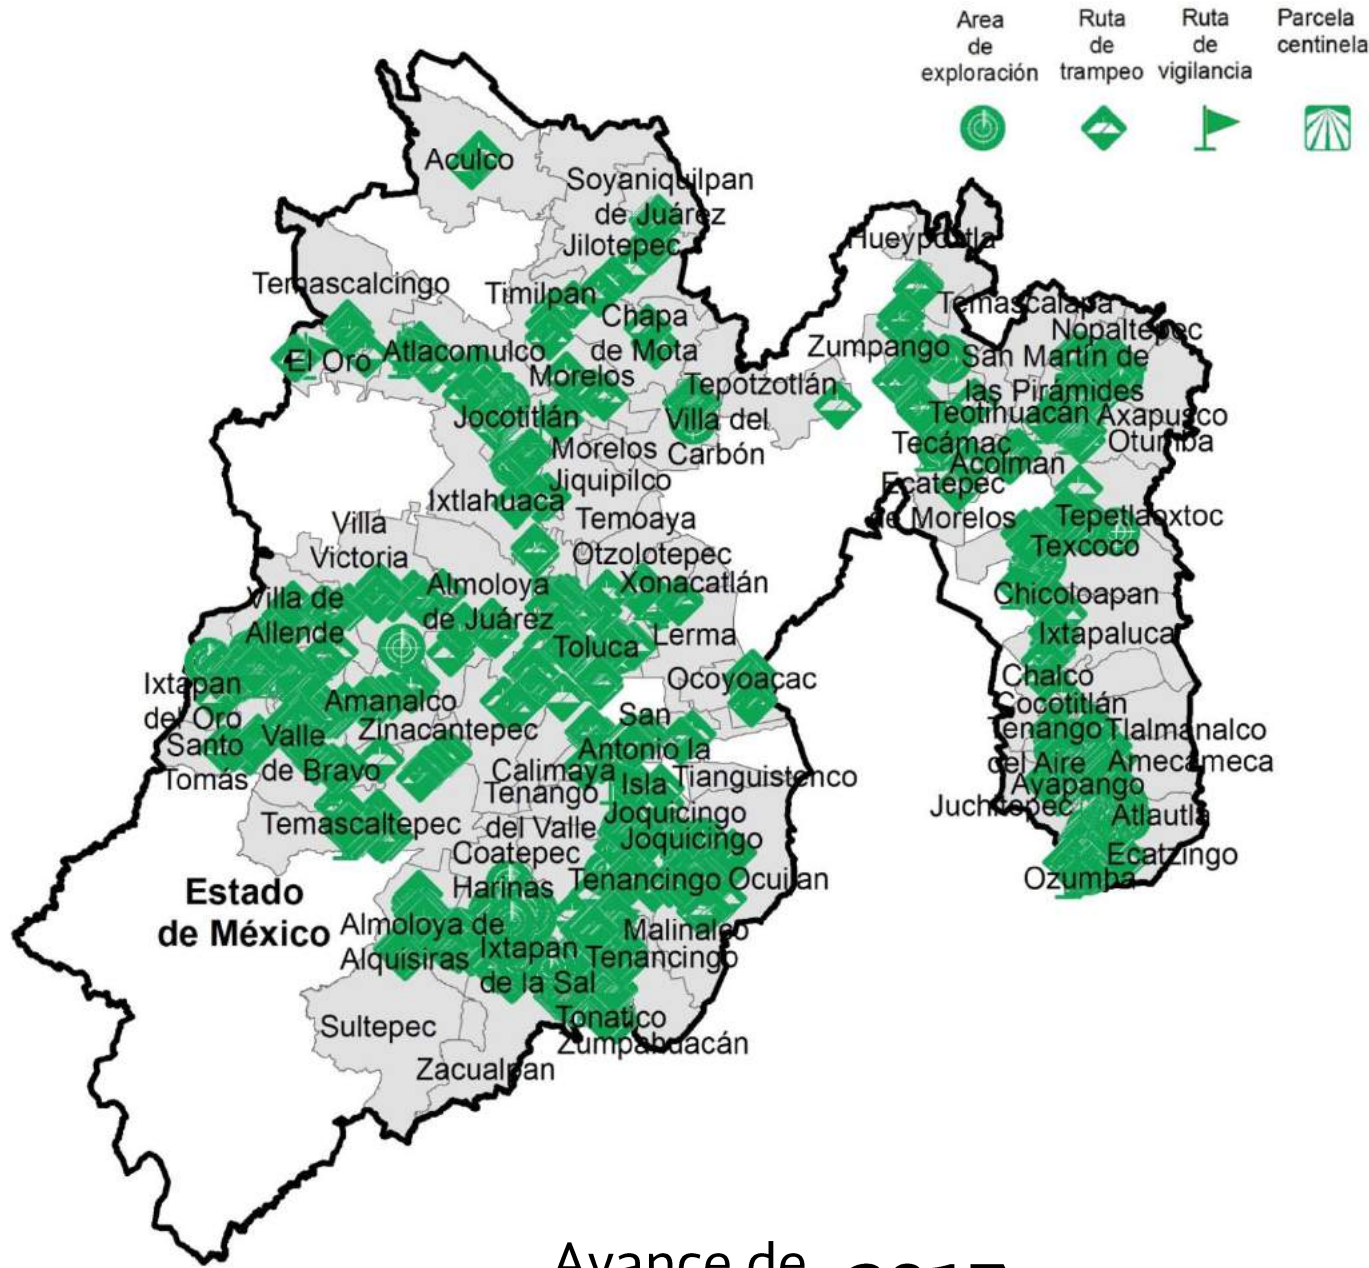 Area
de
exploración
Ruta
de
trampeo
Ruta
de
vigilancia
Parcela
centinela
Aculco
Soyaniquilpan
de Juárez
Jilotepec
Hueypoxtla
Temascalcingo
Timilpan
Chapa
de Mota
Temascalapa
Nopaltepec
El Oro
Atlacomulco
Morelos
Zumpango
San Martín de
las Pirámides
Tepotzotlán
Jocotitlán
Villa del
Carbón
Teotihuacán
Axapusco
Otumba
Tecámac
Acolman
Morelos
Jiquipilco
Ixtlahuaca
Ecatepec
de Morelos
Temoaya
Tepetlaoxtoc
Texcoco
Villa
Victoria
Otzolotepec
Almoloya
de Juárez
Xonacatlán
Chicoloapan
Villa de
Allende
Toluca
Lerma
Ixtapaluca
Ixtapan
del Oro
Amanalco
Ocoyoacac
Chalco
Cocotitlán
Zinacantepec
San
Antonio la
Isla
Tenango
del Aire
Tlalmanalco
Santo
Tomás
Valle
de Bravo
Calimaya
Tenango
del Valle
Tianguistenco
Amecameca
Ayapango
Juchitepec
Atlautla
Temascaltepec
Joquicingo
Joquicingo
Coatepec
Harinas
Tenancingo
Ocuilan
Ecatzingo
Ozumba
Estado
de México
Almoloya de
Alquisiras
Malinalco
Ixtapan
de la Sal
Tenancingo
Sultepec
Tonatico
Zumpahuacán
Zacualpan
Avance de
2017